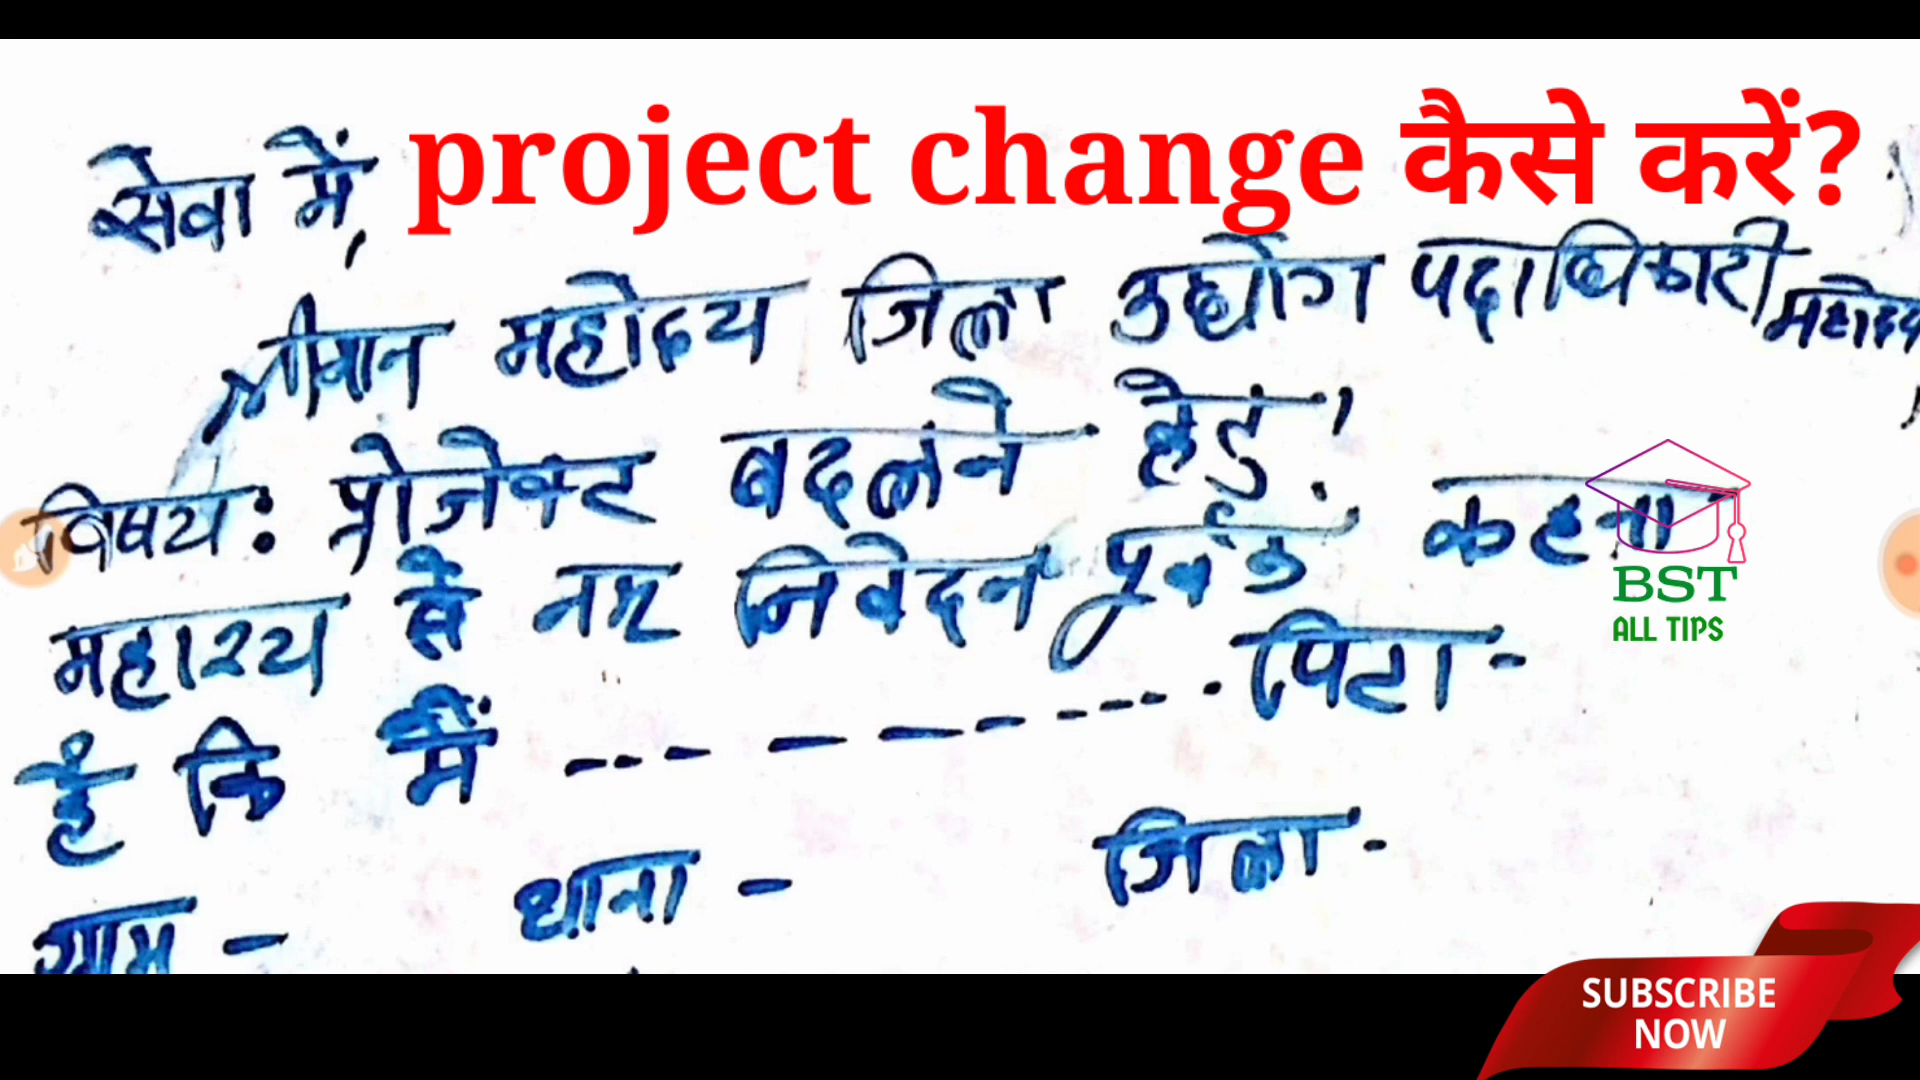 project change कैसे करें?
सेवा में,
श्रीमान महोदय जिला उद्योग पदाधिकारी महोदय
विषय: प्रोजेक्ट बदलने हेतु!
महाशय से नम्र निवेदन पूर्वक कहना
है कि मैं ------------ पिता -
ग्राम - थाना - जिला -
BST
ALL TIPS
SUBSCRIBE
NOW